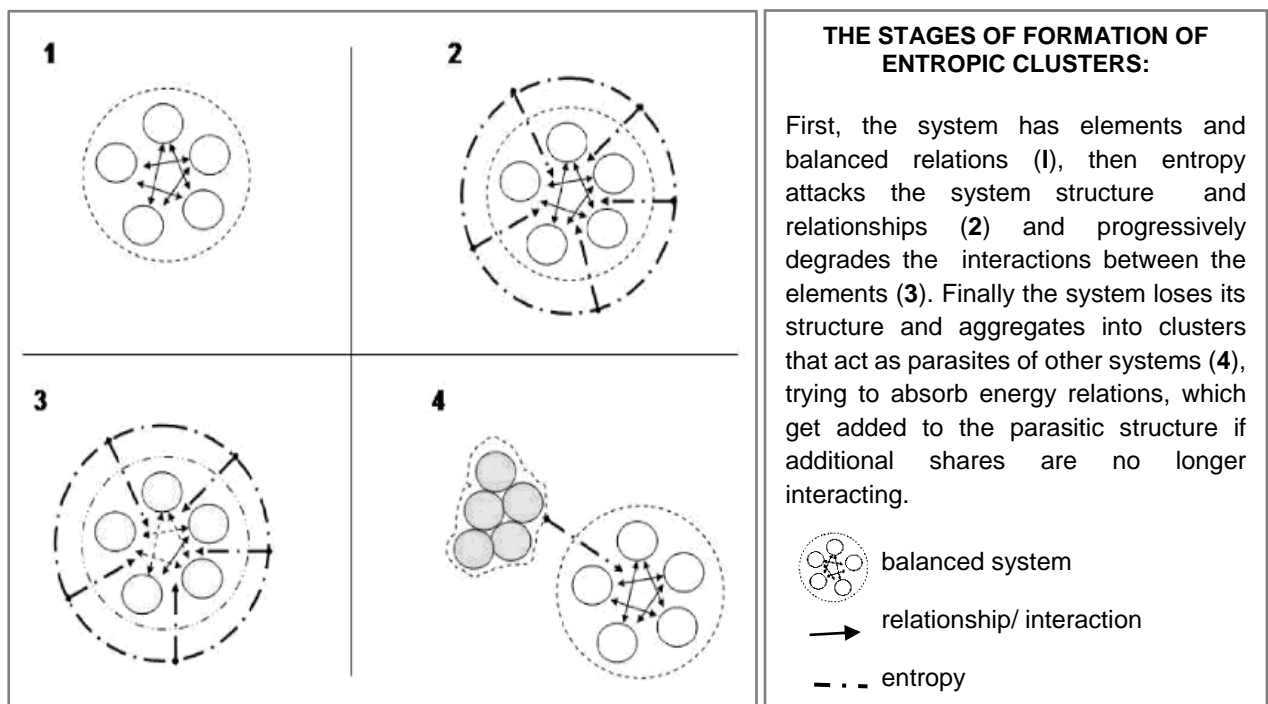 1
2
3
4
THE STAGES OF FORMATION OF
ENTROPIC CLUSTERS:
First, the system has elements and
balanced relations (I), then entropy
attacks the system structure and
relationships (2) and progressively
degrades the interactions between the
elements (3). Finally the system loses its
structure and aggregates into clusters
that act as parasites of other systems (4),
trying to absorb energy relations, which
get added to the parasitic structure if
additional shares are no longer
interacting.
balanced system
relationship/ interaction
entropy